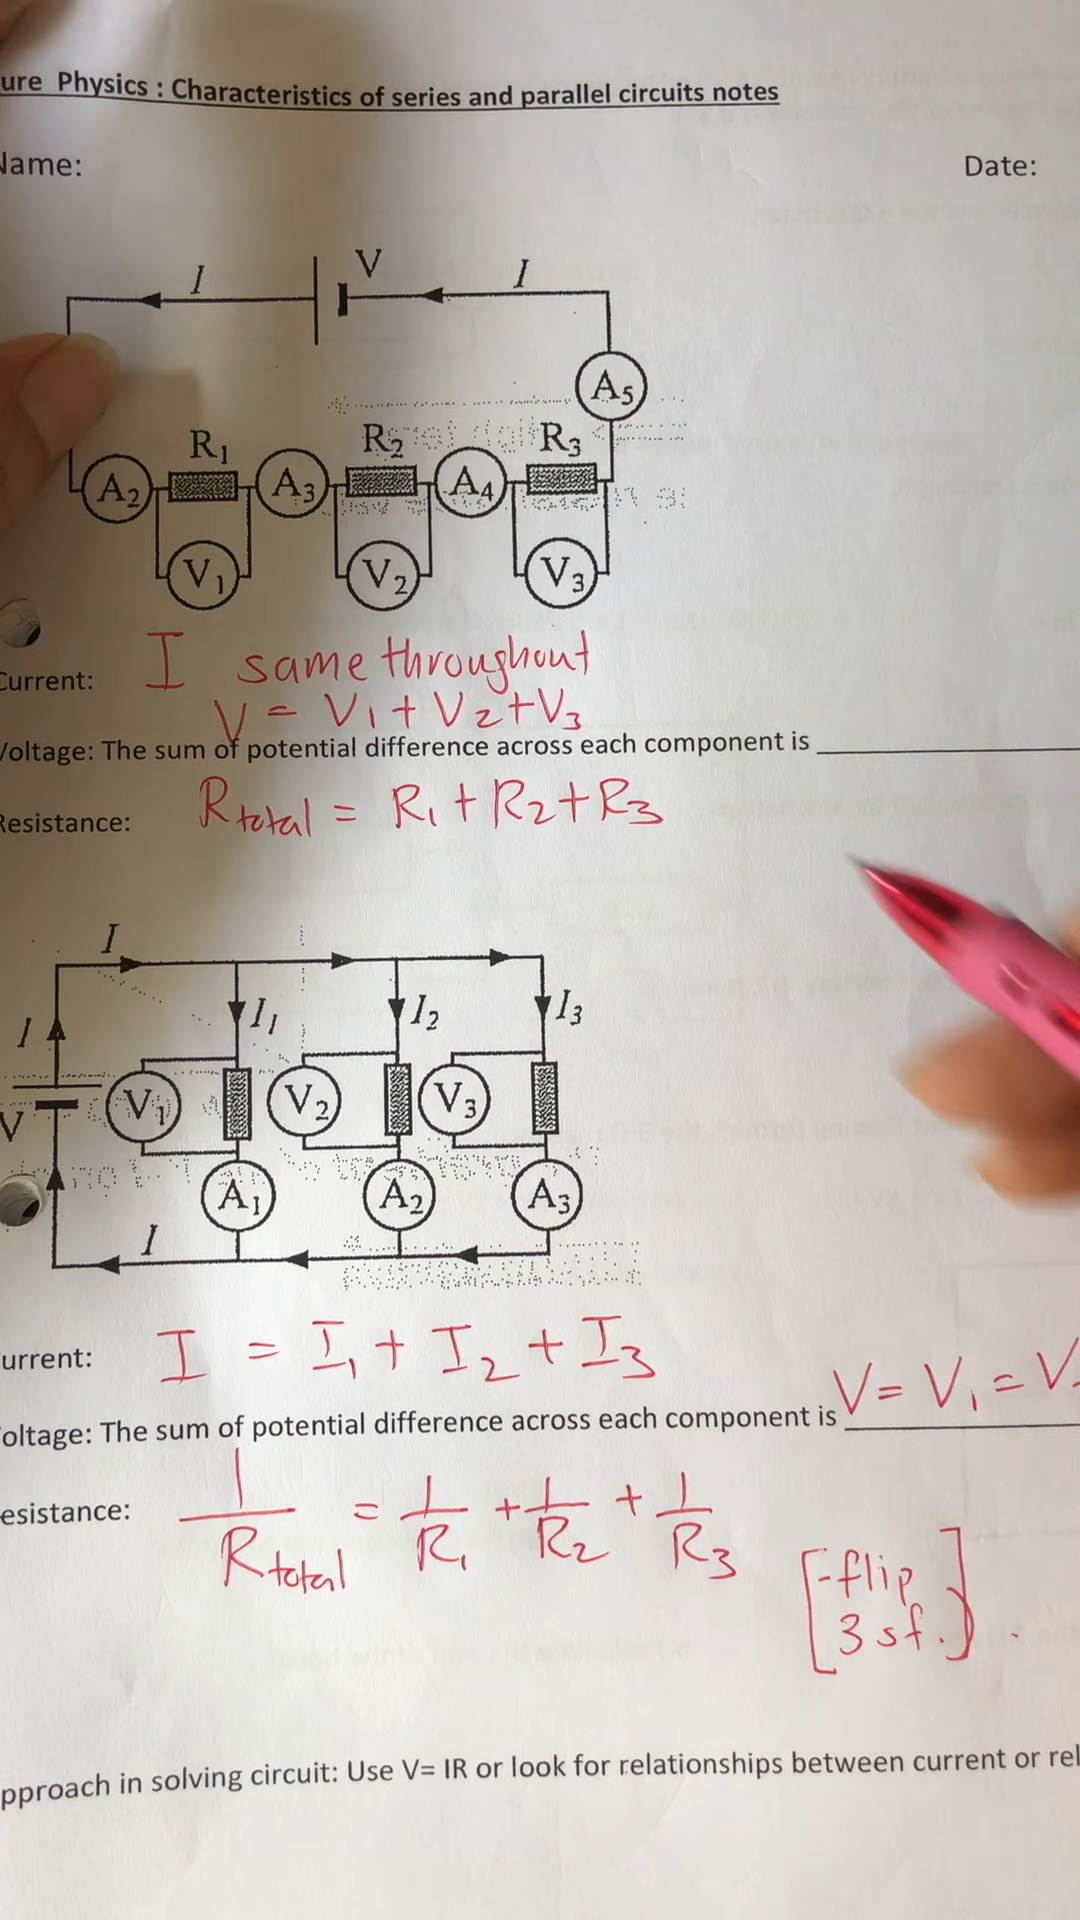 ure Physics : Characteristics of series and parallel circuits notes
Name:
Date:
I
V
I
A5
R1
R2
R3
A2
A3
A4
V1
V2
V3
Current: I same throughout
V = V1 + V2 + V3
Voltage: The sum of potential difference across each component is
Resistance: Rtotal = R1 + R2 + R3
I
I
I1
I2
I3
V
V1
V2
V3
A1
A2
A3
I
urrent: I = I1 + I2 + I3
V = V1 = V
oltage: The sum of potential difference across each component is
esistance: 1/Rtotal = 1/R1 + 1/R2 + 1/R3
[-flip
3 sf.].
pproach in solving circuit: Use V= IR or look for relationships between current or rel